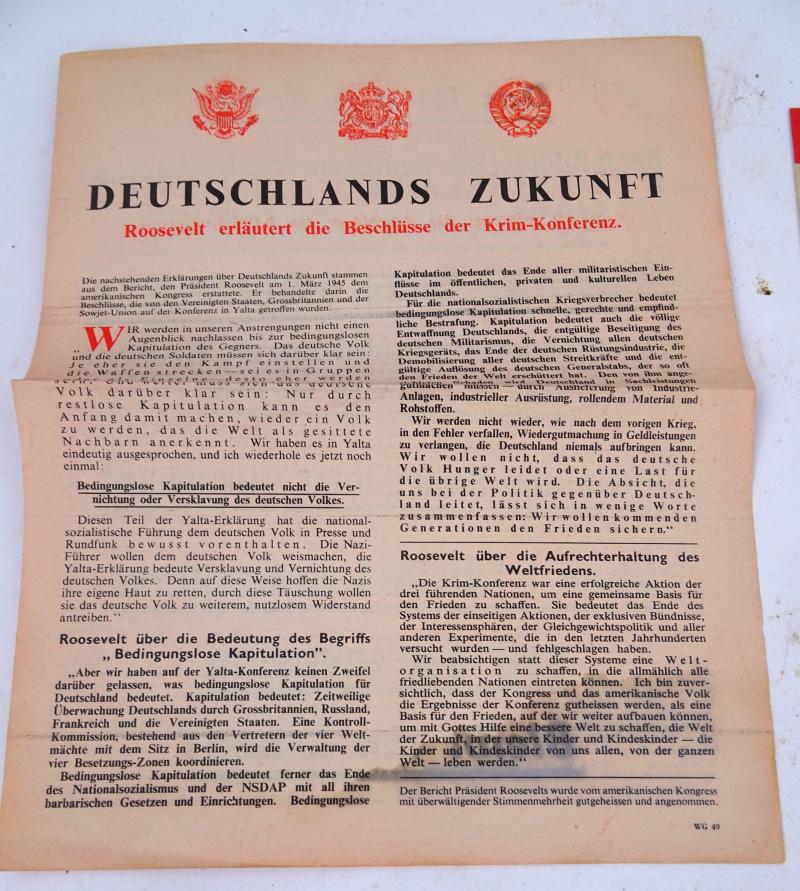 DEUTSCHLANDS ZUKUNFT
Roosevelt erläutert die Beschlüsse der Krim-Konferenz.
Die nachstehenden Erklärungen über Deutschlands Zukunft stammen
aus dem Bericht, den Präsident Roosevelt am 1. März 1945 dem
amerikanischen Kongress erstattete. Er behandelte darin die
Beschlüsse, die von den Vereinigten Staaten, Grossbritannien und der
Sowjet-Union auf der Konferenz in Yalta getroffen wurden.
„WIR werden in unseren Anstrengungen nicht einen
Augenblick nachlassen bis zur bedingungslosen
Kapitulation des Gegners. Das deutsche Volk
und die deutschen Soldaten müssen sich darüber klar sein:
Je eher sie den Kampf einstellen und
die Waffen strecken — sei es in Gruppen
desto eher werden
das deutsche
Volk darüber klar sein: Nur durch
restlose Kapitulation kann es den
Anfang damit machen, wieder ein Volk
zu werden, das die Welt als gesittete
Nachbarn anerkennt. Wir haben es in Yalta
eindeutig ausgesprochen, und ich wiederhole es jetzt noch
einmal:
Bedingungslose Kapitulation bedeutet nicht die Ver-
nichtung oder Versklavung des deutschen Volkes.
Diesen Teil der Yalta-Erklärung hat die national-
sozialistische Führung dem deutschen Volk in Presse und
Rundfunk bewusst vorenthalten. Die Nazi-
Führer wollen dem deutschen Volk weismachen, die
Yalta-Erklärung bedeute Versklavung und Vernichtung des
deutschen Volkes. Denn auf diese Weise hoffen die Nazis
ihre eigene Haut zu retten, durch diese Täuschung wollen
sie das deutsche Volk zu weiterem, nutzlosem Widerstand
antreiben.“
Roosevelt über die Bedeutung des Begriffs
„Bedingungslose Kapitulation”.
„Aber wir haben auf der Yalta-Konferenz keinen Zweifel
darüber gelassen, was bedingungslose Kapitulation für
Deutschland bedeutet. Kapitulation bedeutet: Zeitweilige
Überwachung Deutschlands durch Grossbritannien, Russland,
Frankreich und die Vereinigten Staaten. Eine Kontroll-
Kommission, bestehend aus den Vertretern der vier Welt-
mächte mit dem Sitz in Berlin, wird die Verwaltung der
vier Besetzungs-Zonen koordinieren.
Bedingungslose Kapitulation bedeutet ferner das Ende
des Nationalsozialismus und der NSDAP mit all ihren
barbarischen Gesetzen und Einrichtungen. Bedingungslose
Kapitulation bedeutet das Ende aller militaristischen Ein-
flüsse im öffentlichen, privaten und kulturellen Leben
Deutschlands.
Für die nationalsozialistischen Kriegsverbrecher bedeutet
bedingungslose Kapitulation schnelle, gerechte und empfind-
liche Bestrafung. Kapitulation bedeutet auch die völlige
Entwaffnung Deutschlands, die entgültige Beseitigung des
deutschen Militarismus, die Vernichtung allen deutschen
Kriegsgeräts, das Ende der deutschen Rüstungsindustrie, die
Demobilisierung aller deutschen Streitkräfte und die ent-
gültige Auflösung des deutschen Generalstabs, der so oft
den Frieden der Welt erschüttert hat. Den von ihm ange-
Schaden wird Deutschland in Sachleistungen
müssen — durch Auslieferung von Industrie-
Anlagen, industrieller Ausrüstung, rollendem Material und
Rohstoffen.
Wir werden nicht wieder, wie nach dem vorigen Krieg,
in den Fehler verfallen, Wiedergutmachung in Geldleistungen
zu verlangen, die Deutschland niemals aufbringen kann.
Wir wollen nicht, dass das deutsche
Volk Hunger leidet oder eine Last für
die übrige Welt wird. Die Absicht, die
uns bei der Politik gegenüber Deutsch-
land leitet, lässt sich in wenige Worte
zusammenfassen: Wir wollen kommenden
Generationen den Frieden sichern.“
Roosevelt über die Aufrechterhaltung des
Weltfriedens.
„Die Krim-Konferenz war eine erfolgreiche Aktion der
drei führenden Nationen, um eine gemeinsame Basis für
den Frieden zu schaffen. Sie bedeutet das Ende des
Systems der einseitigen Aktionen, der exklusiven Bündnisse,
der Interessensphären, der Gleichgewichtspolitik und aller
anderen Experimente, die in den letzten Jahrhunderten
versucht wurden — und fehlgeschlagen haben.
Wir beabsichtigen statt dieser Systeme eine Welt-
organisation zu schaffen, in die allmählich alle
friedliebenden Nationen eintreten können. Ich bin zuver-
sichtlich, dass der Kongress und das amerikanische Volk
die Ergebnisse der Konferenz gutheissen werden, als eine
Basis für den Frieden, auf der wir weiter aufbauen können,
um mit Gottes Hilfe eine bessere Welt zu schaffen, die Welt
der Zukunft, in der unsere Kinder und Kindeskinder — die
Kinder und Kindeskinder von uns allen, von der ganzen
Welt — leben werden.“
Der Bericht Präsident Roosevelts wurde vom amerikanischen Kongress
mit überwältigender Stimmenmehrheit gutgeheissen und angenommen.
WG 49